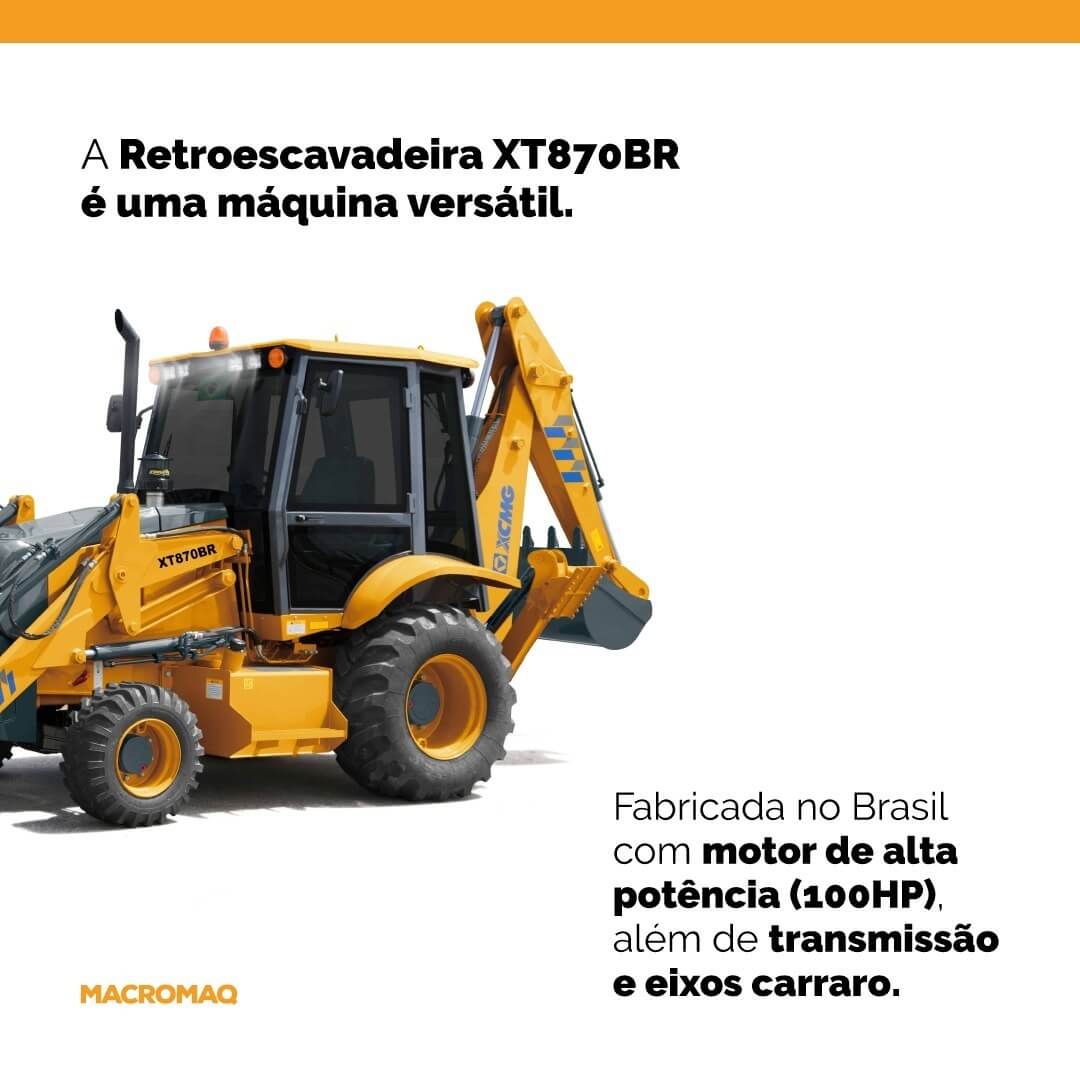 A Retroescavadeira XT870BR
é uma máquina versátil.
XT870BR
XCMG
Fabricada no Brasil
com motor de alta
potência (100HP),
além de transmissão
e eixos carraro.
MACROMAQ